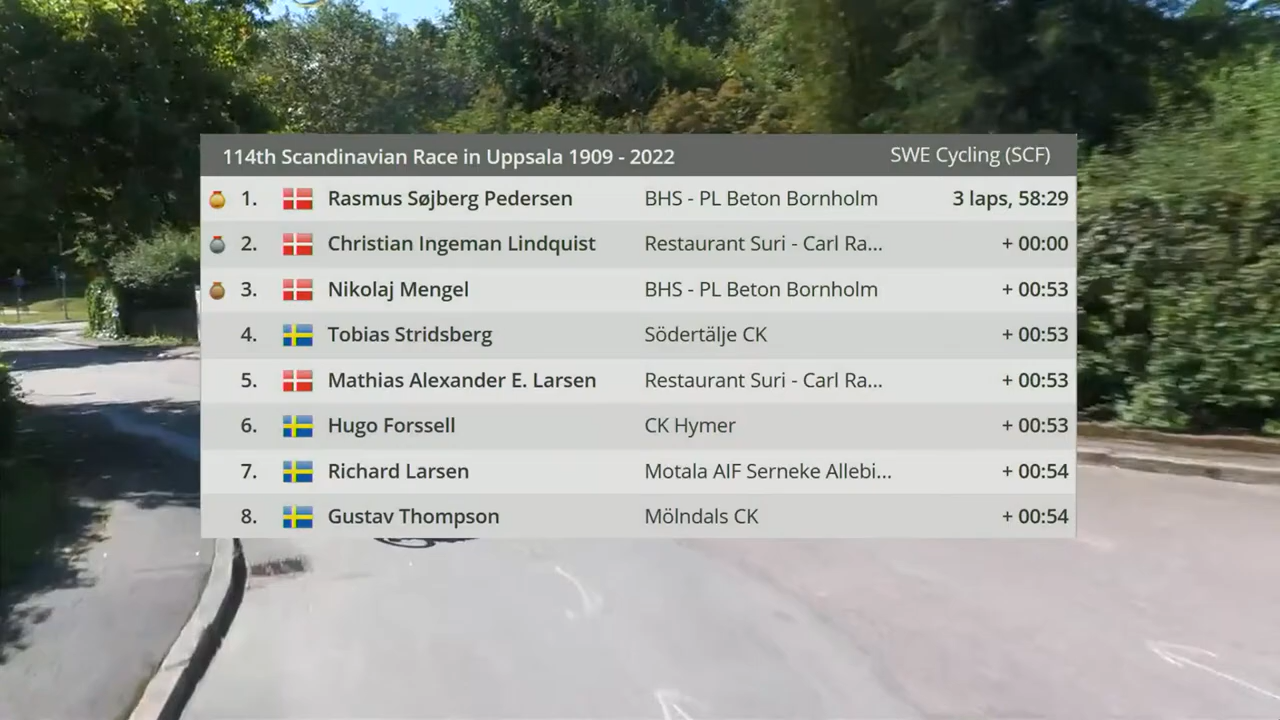 114th Scandinavian Race in Uppsala 1909 - 2022 SWE Cycling (SCF)
1. Rasmus Søjberg Pedersen BHS - PL Beton Bornholm 3 laps, 58:29
2. Christian Ingeman Lindquist Restaurant Suri - Carl Ra... + 00:00
3. Nikolaj Mengel BHS - PL Beton Bornholm + 00:53
4. Tobias Stridsberg Södertälje CK + 00:53
5. Mathias Alexander E. Larsen Restaurant Suri - Carl Ra... + 00:53
6. Hugo Forssell CK Hymer + 00:53
7. Richard Larsen Motala AIF Serneke Allebi... + 00:54
8. Gustav Thompson Mölndals CK + 00:54